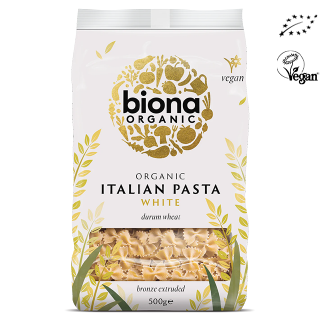 vegan
biona
ORGANIC
ORGANIC
ITALIAN PASTA
WHITE
durum wheat
bronze extruded
500g℮
Vegan